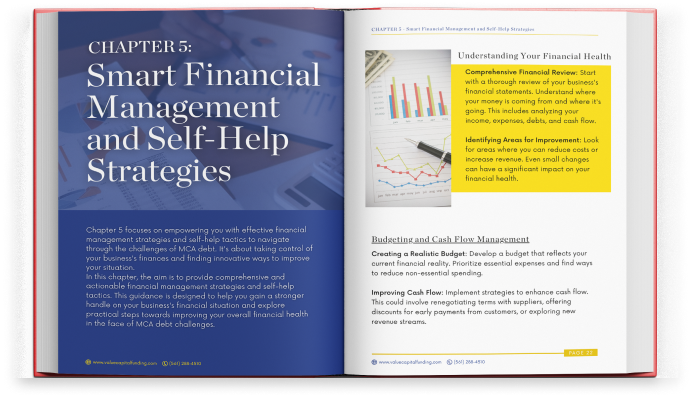 CHAPTER 5:
Smart Financial
Management
and Self-Help
Strategies
Chapter 5 focuses on empowering you with effective financial
management strategies and self-help tactics to navigate
through the challenges of MCA debt. It's about taking control of
your business's finances and finding innovative ways to improve
your situation.
In this chapter, the aim is to provide comprehensive and
actionable financial management strategies and self-help
tactics. This guidance is designed to help you gain a stronger
handle on your business's financial situation and explore
practical steps towards improving your overall financial health
in the face of MCA debt challenges.
www.valuecapitalfunding.com (561) 288-4910
CHAPTER 5 - Smart Financial Management and Self-Help Strategies
Understanding Your Financial Health
Comprehensive Financial Review: Start
with a thorough review of your business's
financial statements. Understand where
your money is coming from and where it's
going. This includes analyzing your
income, expenses, debts, and cash flow.
Identifying Areas for Improvement: Look
for areas where you can reduce costs or
increase revenue. Even small changes
can have a significant impact on your
financial health.
Budgeting and Cash Flow Management
Creating a Realistic Budget: Develop a budget that reflects your
current financial reality. Prioritize essential expenses and find ways
to reduce non-essential spending.
Improving Cash Flow: Implement strategies to enhance cash flow.
This could involve renegotiating terms with suppliers, offering
discounts for early payments from customers, or exploring new
revenue streams.
PAGE
www.valuecapitalfunding.com (561) 288-4910